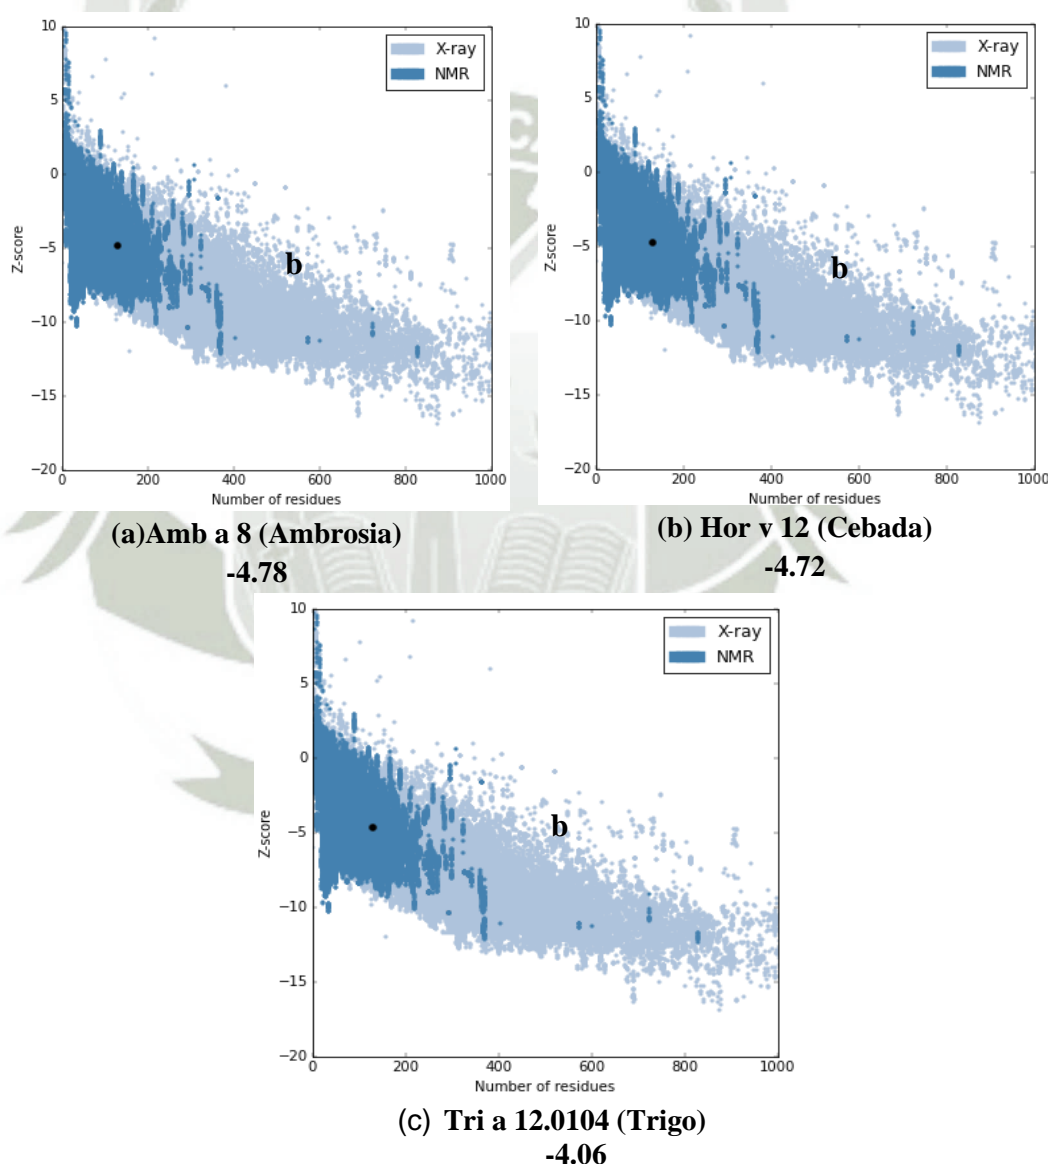 10
5
0
−5
−10
−15
−20
Z-score
X-ray
NMR
b
0 200 400 600 800 1000
Number of residues
(a)Amb a 8 (Ambrosia)
-4.78
10
5
0
−5
−10
−15
−20
Z-score
X-ray
NMR
b
0 200 400 600 800 1000
Number of residues
(b) Hor v 12 (Cebada)
-4.72
10
5
0
−5
−10
−15
−20
Z-score
X-ray
NMR
b
0 200 400 600 800 1000
Number of residues
(c) Tri a 12.0104 (Trigo)
-4.06